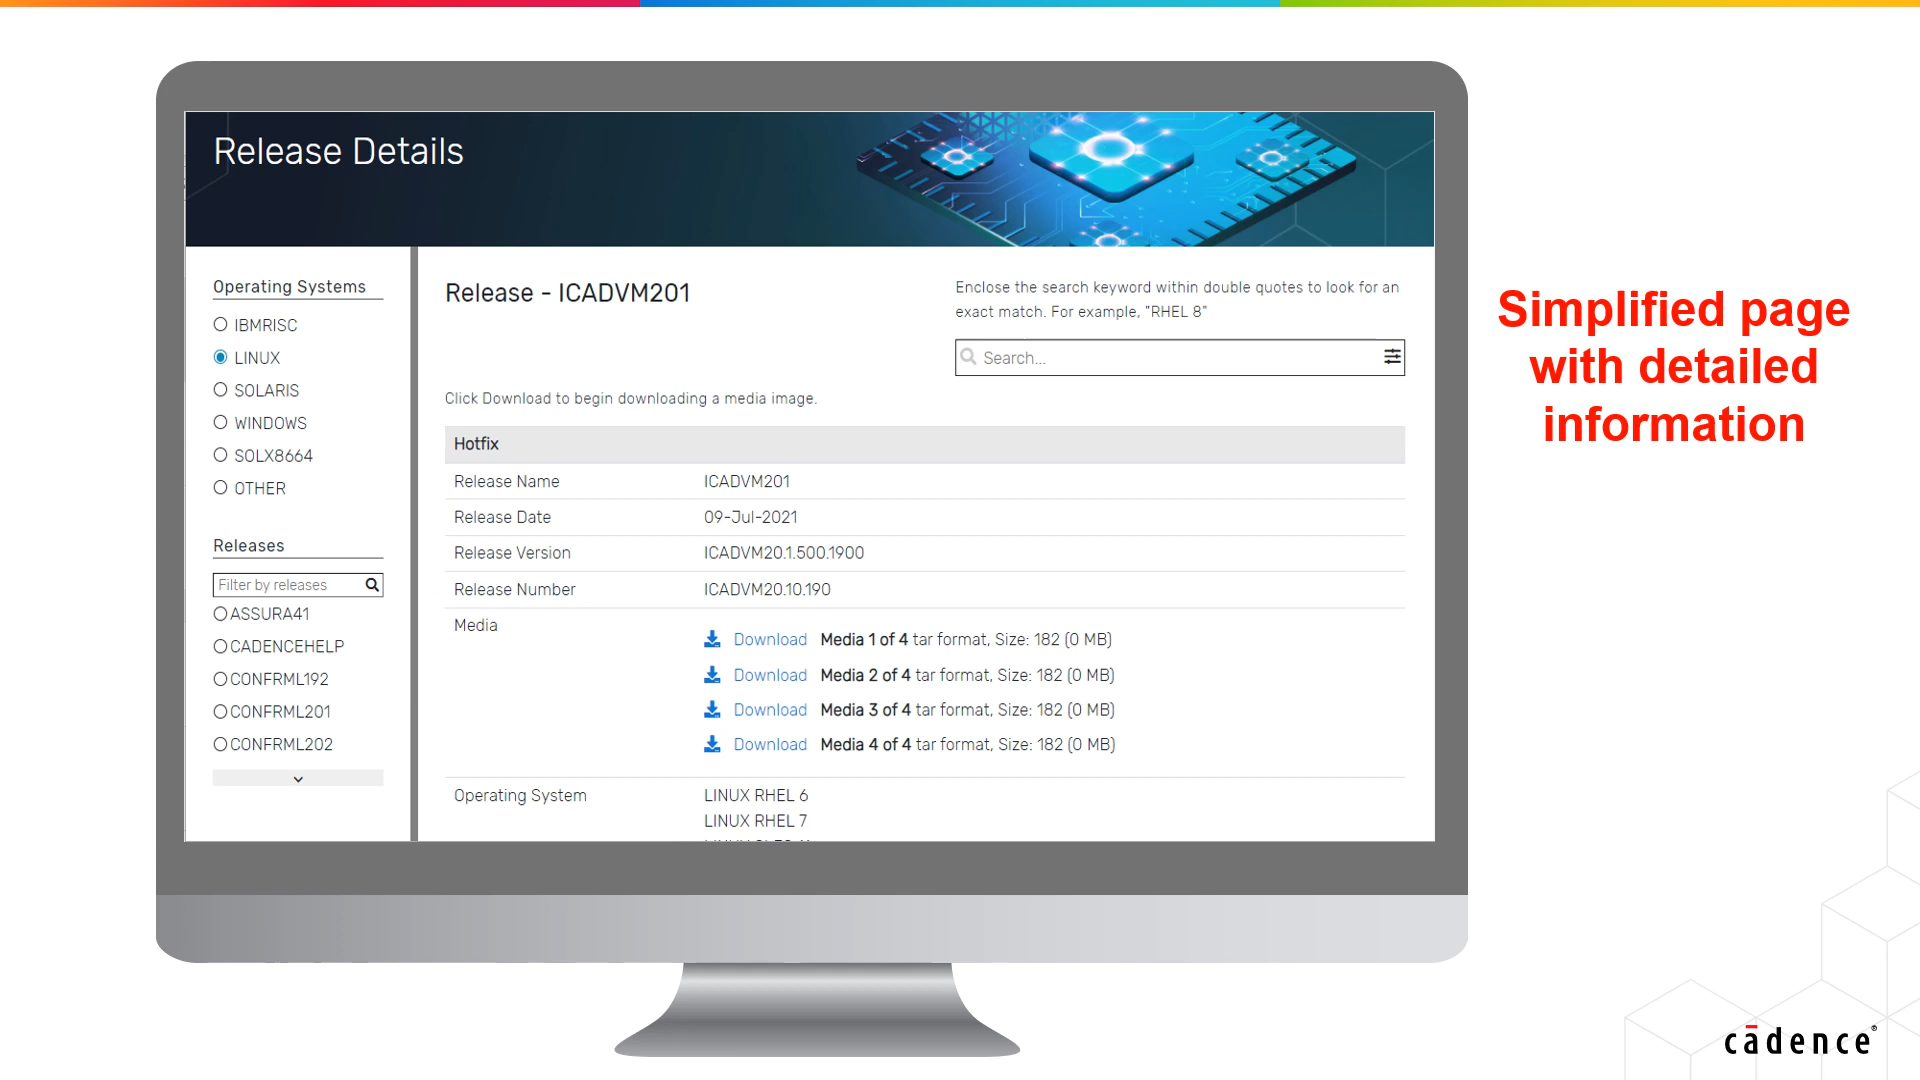 Release Details
Operating Systems
IBMRISC
LINUX
SOLARIS
WINDOWS
SOLX8664
OTHER
Releases
Filter by releases
ASSURA41
CADENCEHELP
CONFRML192
CONFRML201
CONFRML202
Release - ICADVM201
Enclose the search keyword within double quotes to look for an
exact match. For example, "RHEL 8"
Search...
Click Download to begin downloading a media image.
Hotfix
Release Name ICADVM201
Release Date 09-Jul-2021
Release Version ICADVM20.1.500.1900
Release Number ICADVM20.10.190
Media
Download Media 1 of 4 tar format, Size: 182 (0 MB)
Download Media 2 of 4 tar format, Size: 182 (0 MB)
Download Media 3 of 4 tar format, Size: 182 (0 MB)
Download Media 4 of 4 tar format, Size: 182 (0 MB)
Operating System LINUX RHEL 6
LINUX RHEL 7
Simplified page
with detailed
information
cādence®